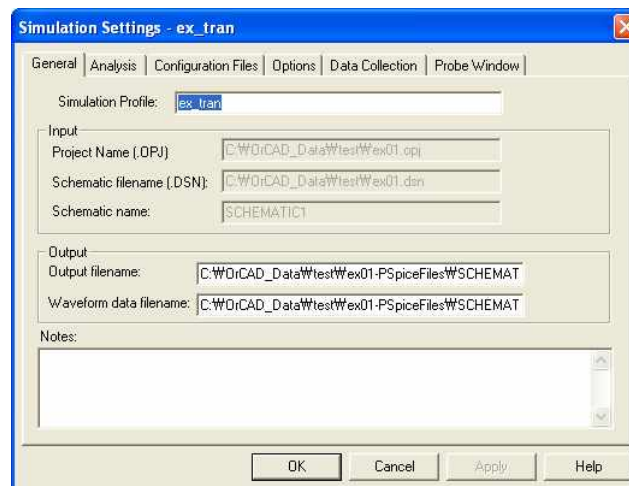 Simulation Settings - ex_tran
General Analysis Configuration Files Options Data Collection Probe Window
Simulation Profile: ex_tran
Input
Project Name (.OPJ) C:₩OrCAD_Data₩test₩ex01.opj
Schematic filename (.DSN): C:₩OrCAD_Data₩test₩ex01.dsn
Schematic name: SCHEMATIC1
Output
Output filename: C:₩OrCAD_Data₩test₩ex01-PSpiceFiles₩SCHEMAT
Waveform data filename: C:₩OrCAD_Data₩test₩ex01-PSpiceFiles₩SCHEMAT
Notes:
OK Cancel Apply Help